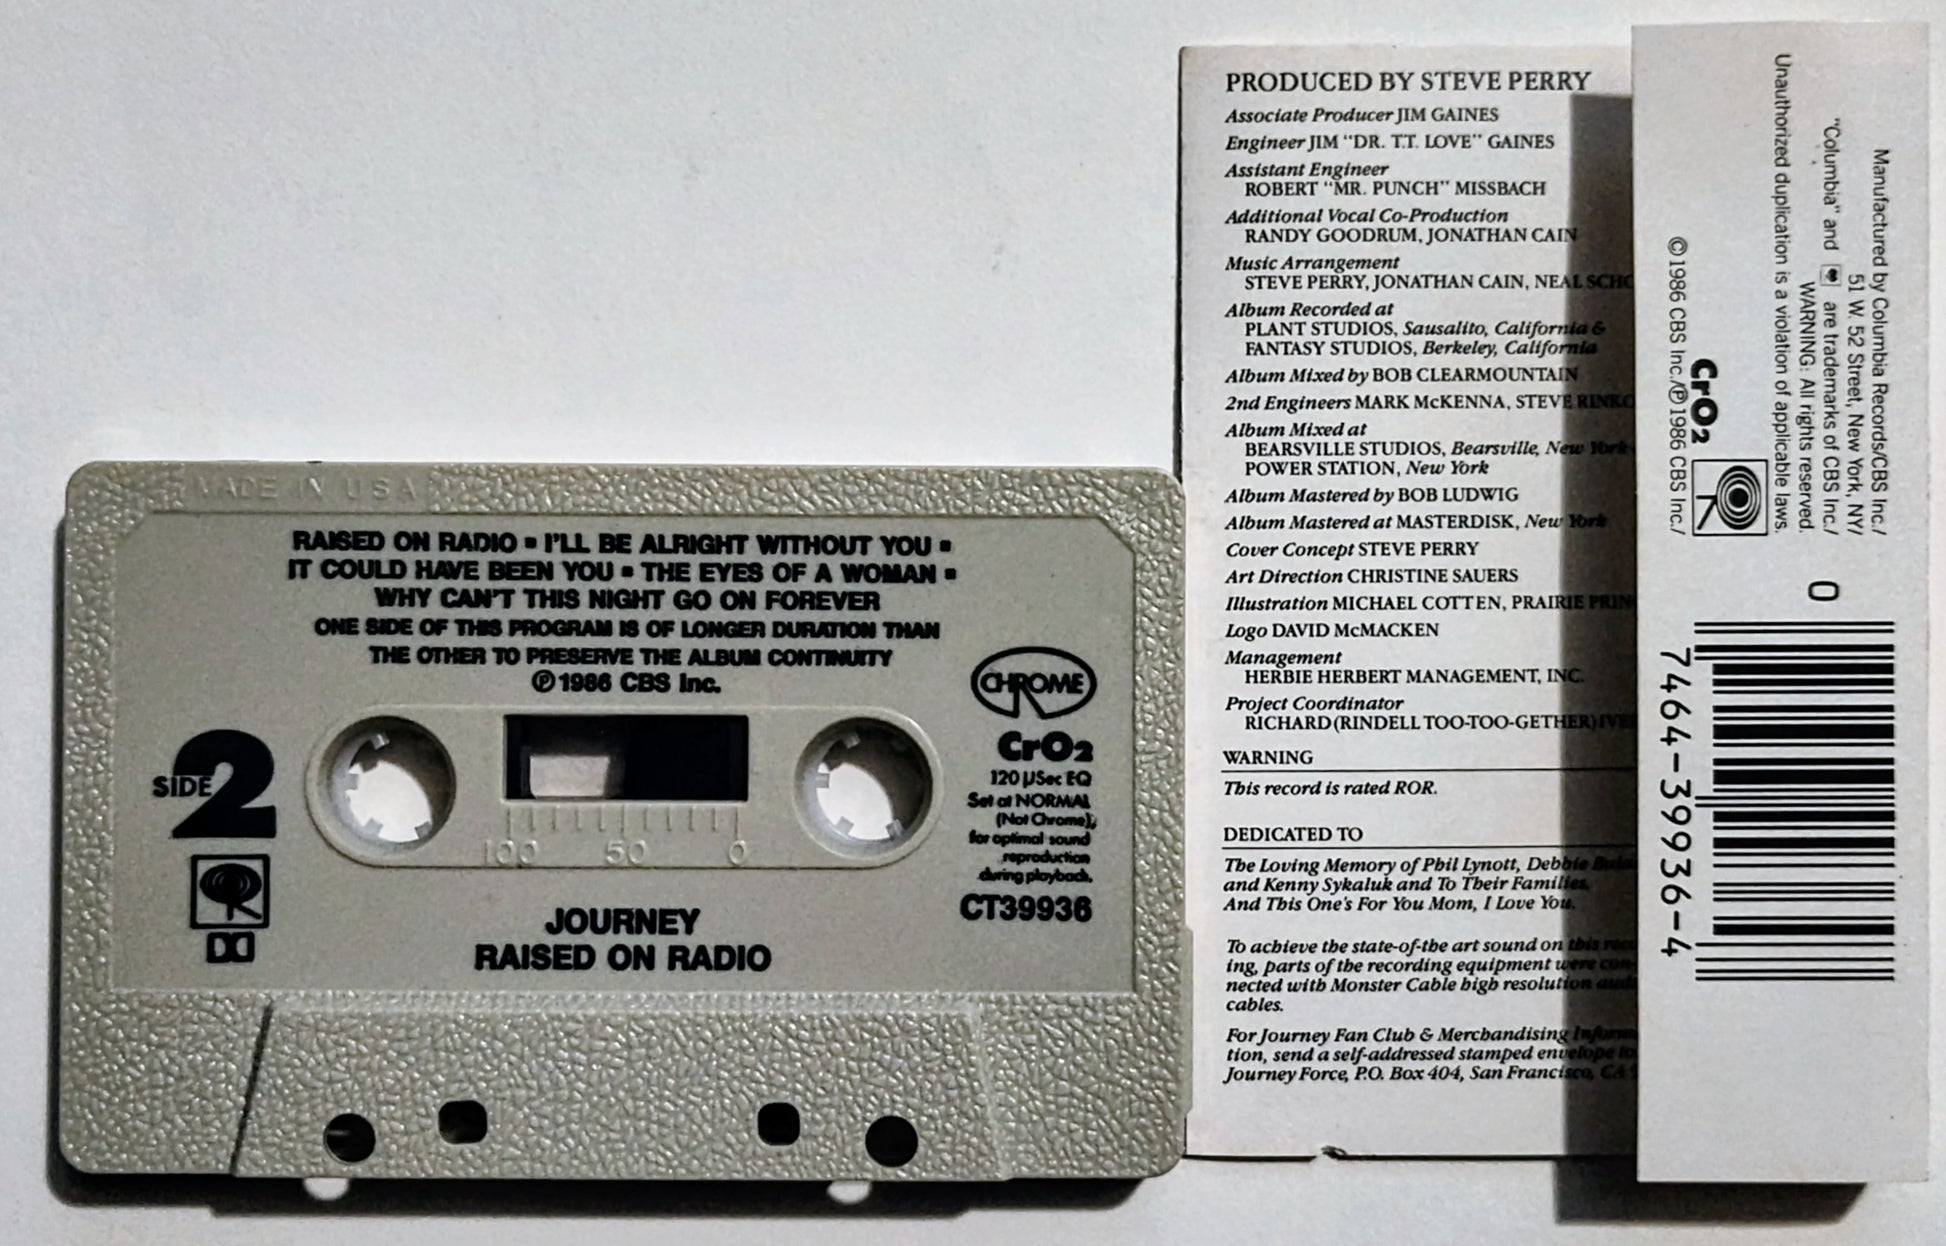 MADE IN U S A
RAISED ON RADIO ▪ I'LL BE ALRIGHT WITHOUT YOU ▪
IT COULD HAVE BEEN YOU ▪ THE EYES OF A WOMAN ▪
WHY CAN'T THIS NIGHT GO ON FOREVER
ONE SIDE OF THIS PROGRAM IS OF LONGER DURATION THAN
THE OTHER TO PRESERVE THE ALBUM CONTINUITY
℗ 1986 CBS Inc.
SIDE 2
100 50 0
CHROME
CrO2
120 µSec EQ
Set at NORMAL
(Not Chrome),
for optimal sound
reproduction
during playback.
CT39936
JOURNEY
RAISED ON RADIO
PRODUCED BY STEVE PERRY
Associate Producer JIM GAINES
Engineer JIM "DR. T.T. LOVE" GAINES
Assistant Engineer
ROBERT "MR. PUNCH" MISSBACH
Additional Vocal Co-Production
RANDY GOODRUM, JONATHAN CAIN
Music Arrangement
STEVE PERRY, JONATHAN CAIN, NEAL
Album Recorded at
PLANT STUDIOS, Sausalito, California &
FANTASY STUDIOS, Berkeley, California
Album Mixed by BOB CLEARMOUNTAIN
2nd Engineers MARK McKENNA, STEVE
Album Mixed at
BEARSVILLE STUDIOS, Bearsville, New York
POWER STATION, New York
Album Mastered by BOB LUDWIG
Album Mastered at MASTERDISK, New York
Cover Concept STEVE PERRY
Art Direction CHRISTINE SAUERS
Illustration MICHAEL COTTEN, PRAIRIE
Logo DAVID McMACKEN
Management
HERBIE HERBERT MANAGEMENT, INC.
Project Coordinator
RICHARD (RINDELL TOO-TOO-GETHER)
WARNING
This record is rated ROR.
DEDICATED TO
The Loving Memory of Phil Lynott, Debbie
and Kenny Sykaluk and To Their Families.
And This One's For You Mom, I Love You.
To achieve the state-of-the art sound on this
ing, parts of the recording equipment were con-
nected with Monster Cable high resolution
cables.
For Journey Fan Club & Merchandising
tion, send a self-addressed stamped envelope to
Journey Force, P.O. Box 404, San Francisco, CA
Manufactured by Columbia Records/CBS Inc./
51 W. 52 Street, New York, NY/
"Columbia" and are trademarks of CBS Inc./
WARNING: All rights reserved.
Unauthorized duplication is a violation of applicable laws.
CrO2
© 1986 CBS Inc./℗ 1986 CBS Inc./
0
7464-39936-4